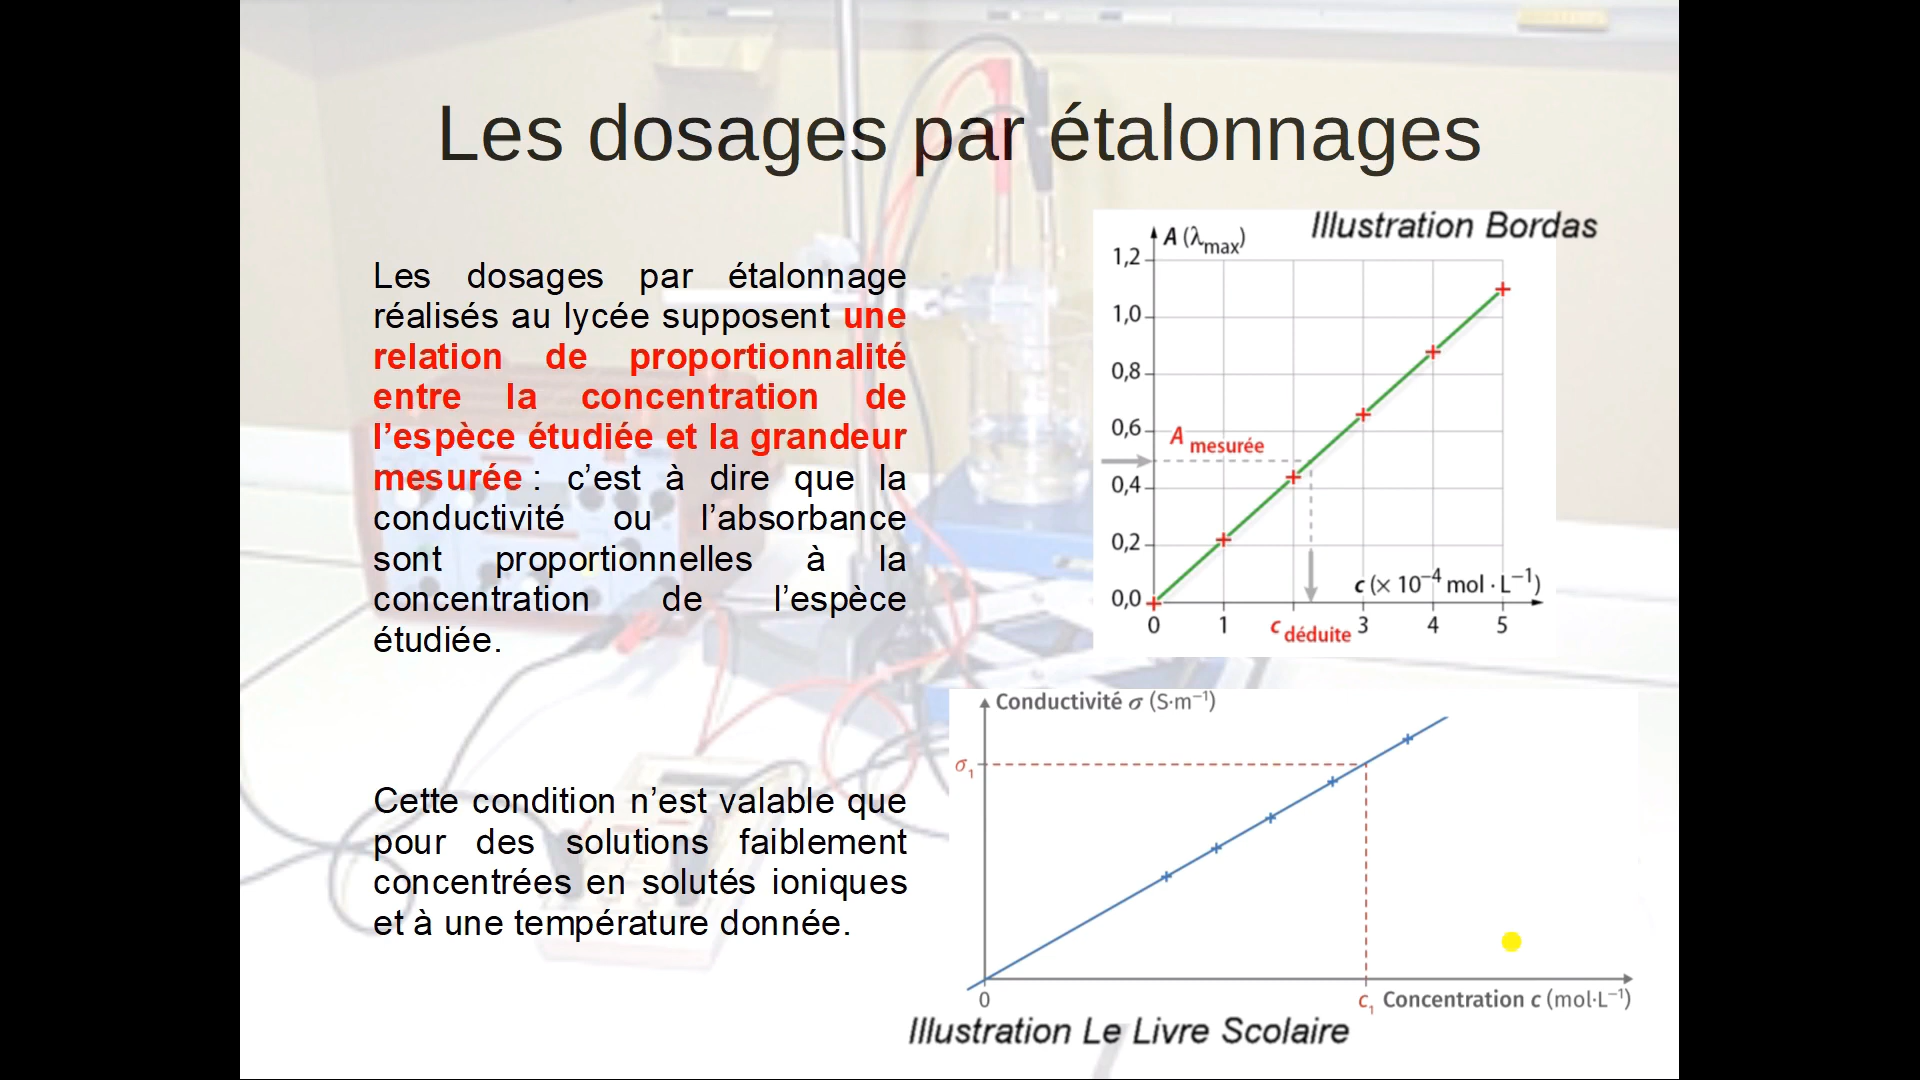 Les dosages par étalonnages
Les dosages par étalonnage
réalisés au lycée supposent une
relation de proportionnalité
entre la concentration de
l’espèce étudiée et la grandeur
mesurée : c’est à dire que la
conductivité ou l’absorbance
sont proportionnelles à la
concentration de l’espèce
étudiée.
Cette condition n’est valable que
pour des solutions faiblement
concentrées en solutés ioniques
et à une température donnée.
Illustration Bordas
A (λmax)
1,2
1,0
0,8
0,6
A mesurée
0,4
0,2
c (× 10⁻⁴ mol · L⁻¹)
0,0
0 1 c déduite 3 4 5
Conductivité σ (S·m⁻¹)
σ₁
0 c₁ Concentration c (mol·L⁻¹)
Illustration Le Livre Scolaire